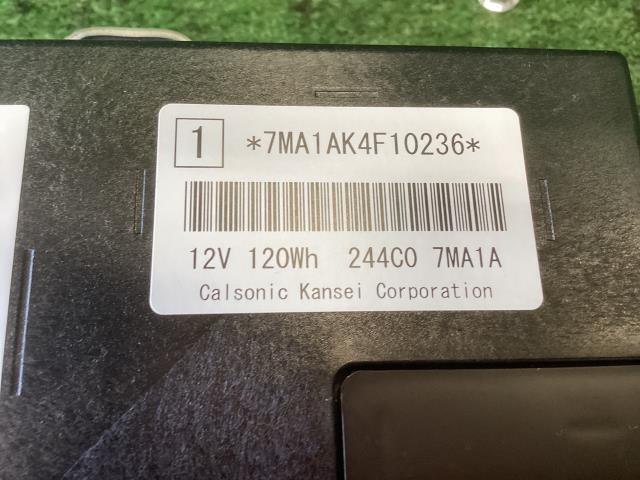 1 *7MA1AK4F10236*
12V 120Wh 244C0 7MA1A
Calsonic Kansei Corporation